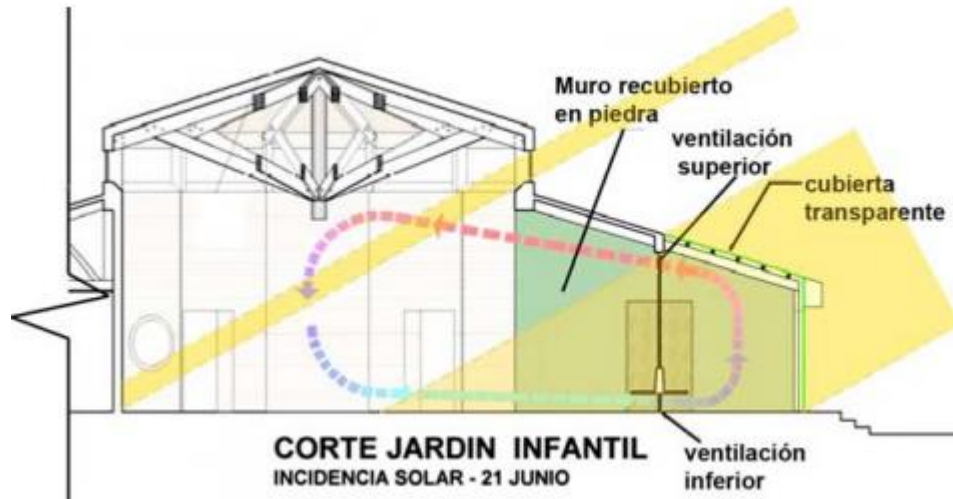 Muro recubierto
en piedra
ventilación
superior
cubierta
transparente
CORTE JARDIN INFANTIL
INCIDENCIA SOLAR - 21 JUNIO
ventilación
inferior